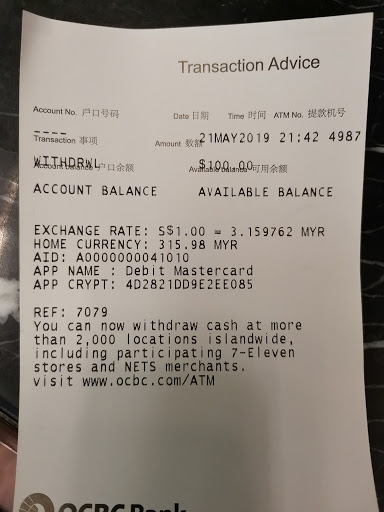 Transaction Advice
Account No. 戶口号码 Date 日期 Time 时间 ATM No. 提款机号
----
Transaction 事项 Amount 数额 21MAY2019 21:42 4987
WITHDRWL $100.00
Account Balance 户口余额 Available Balance 可用余额
ACCOUNT BALANCE AVAILABLE BALANCE
EXCHANGE RATE: S$1.00 = 3.159762 MYR
HOME CURRENCY: 315.98 MYR
AID: A0000000041010
APP NAME : Debit Mastercard
APP CRYPT: 4D2821DD9E2EE085
REF: 7079
You can now withdraw cash at more
than 2,000 locations islandwide,
including participating 7-Eleven
stores and NETS merchants.
visit www.ocbc.com/ATM
OCBC Bank